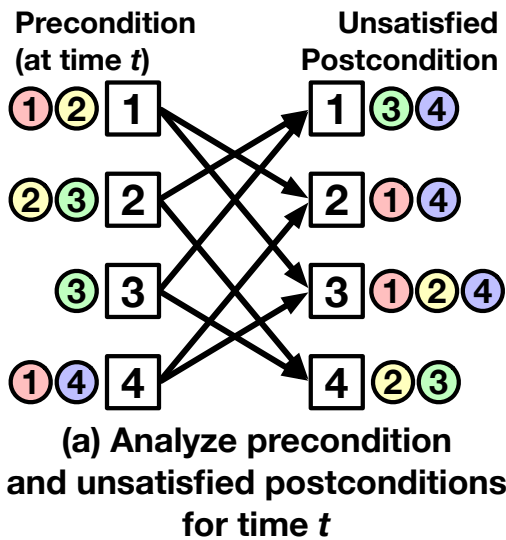 Precondition
(at time t)
Unsatisfied
Postcondition
1 2 1
1 3 4
2 3 2
2 1 4
3 3
3 1 2 4
1 4 4
4 2 3
(a) Analyze precondition
and unsatisfied postconditions
for time t